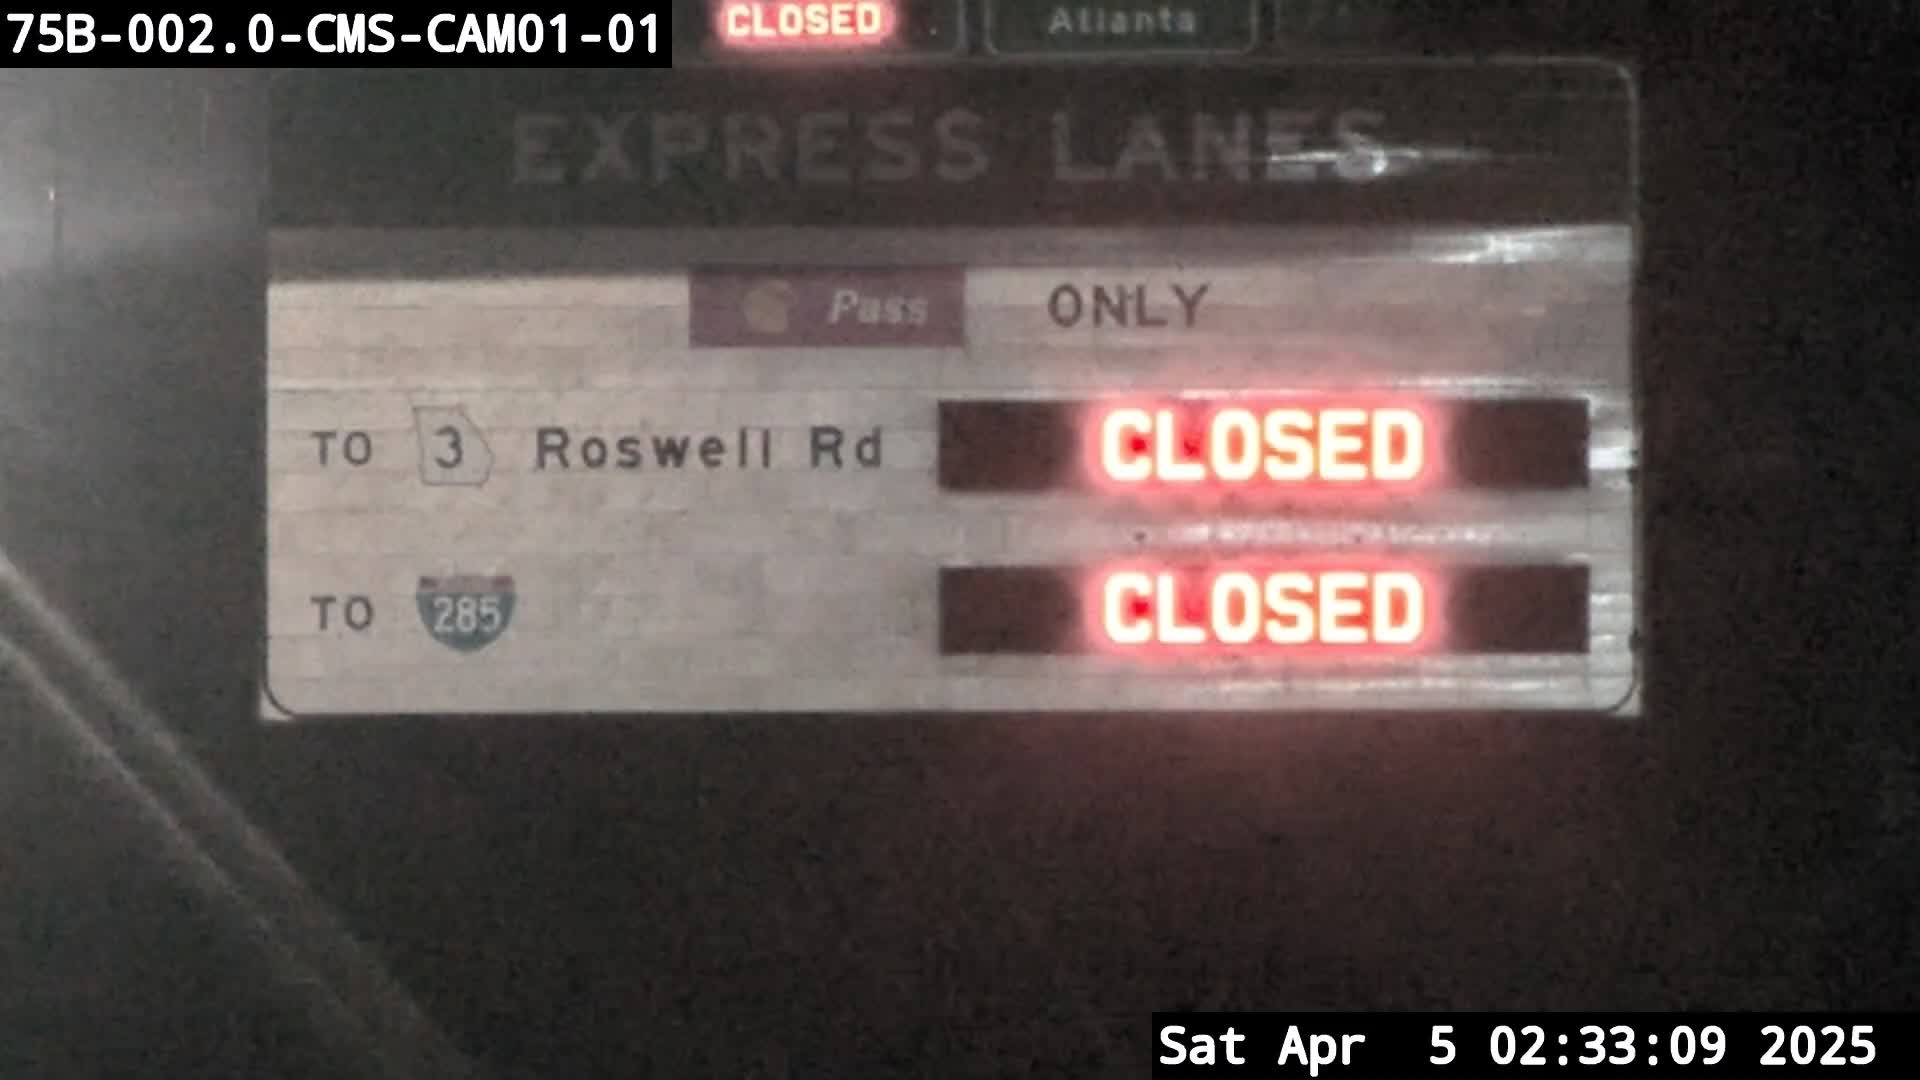 75B-002.0-CMS-CAM01-01
CLOSED
Atlanta
EXPRESS LANES
Pass ONLY
TO 3 Roswell Rd CLOSED
TO 285 CLOSED
Sat Apr 5 02:33:09 2025